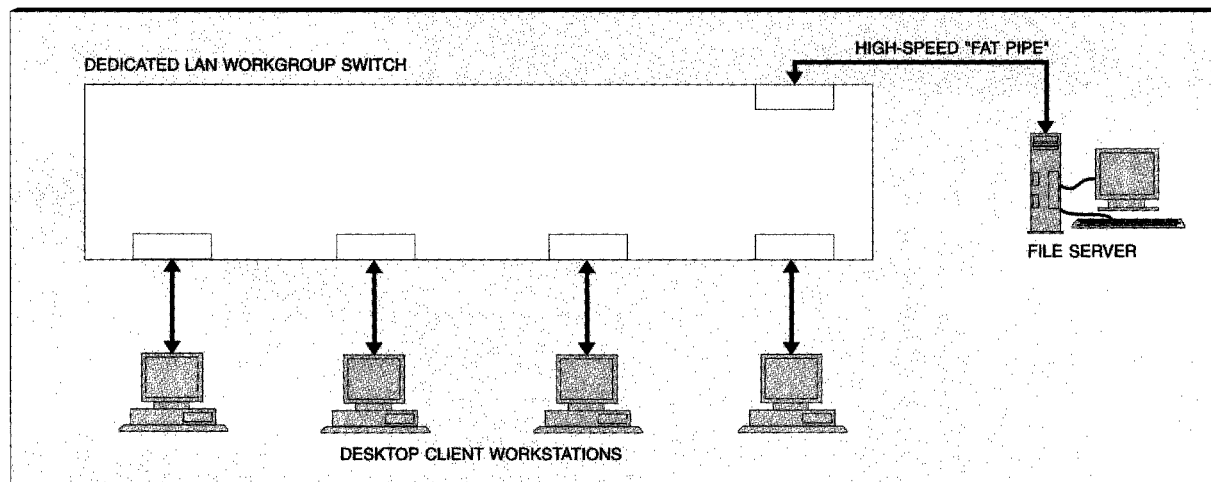 DEDICATED LAN WORKGROUP SWITCH
HIGH-SPEED "FAT PIPE"
FILE SERVER
DESKTOP CLIENT WORKSTATIONS